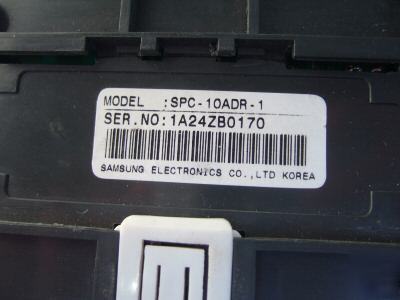 MODEL :SPC-10ADR-1
SER.NO:1A24ZB0170
SAMSUNG ELECTRONICS CO.,LTD KOREA